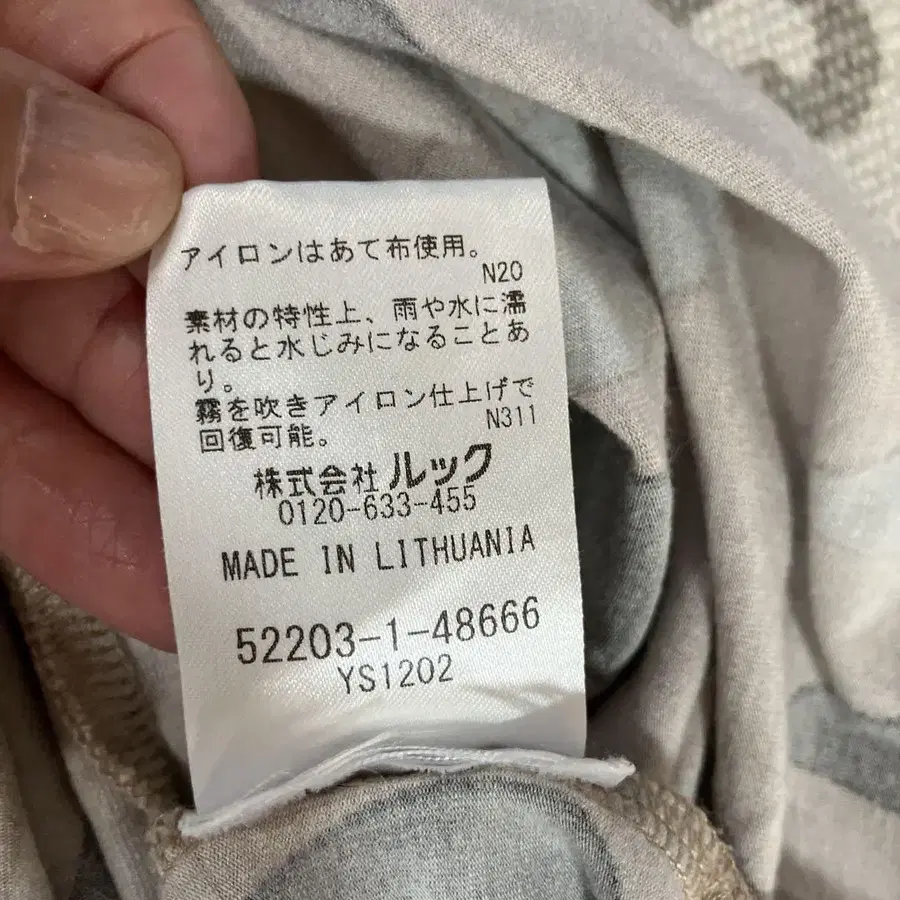 アイロンはあて布使用。
N20
素材の特性上、雨や水に濡
れると水じみになることあ
り。
霧を吹きアイロン仕上げで
回復可能。
N311
株式会社 ルック
0120-633-455
MADE IN LITHUANIA
52203-1-48666
YS1202